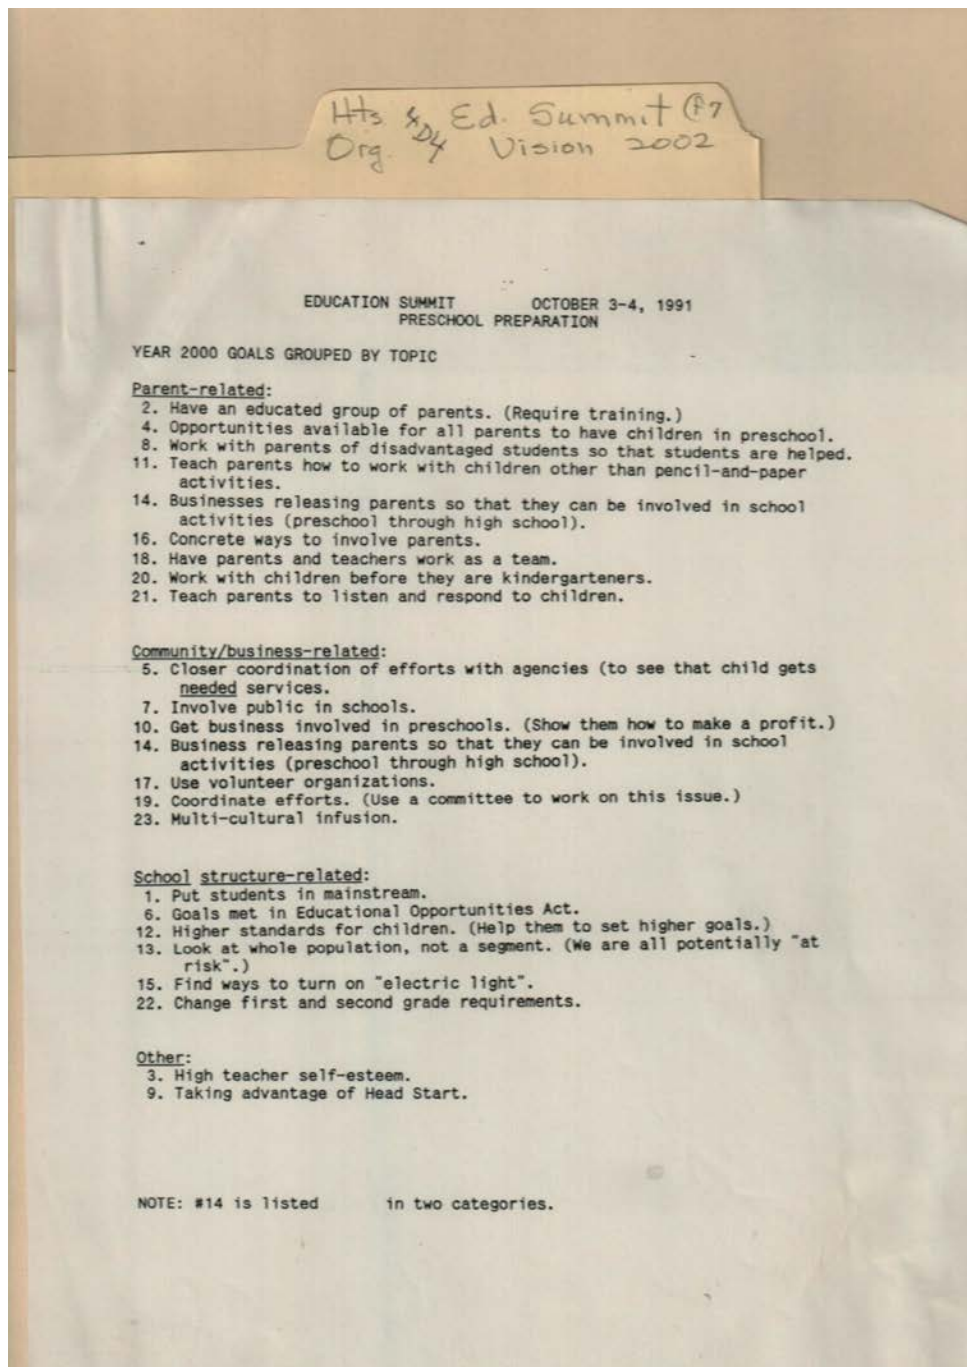 Hts & Ed. Summit
Org. D4 Vision 2002
EDUCATION SUMMIT OCTOBER 3-4, 1991
PRESCHOOL PREPARATION
YEAR 2000 GOALS GROUPED BY TOPIC
Parent-related:
2. Have an educated group of parents. (Require training.)
4. Opportunities available for all parents to have children in preschool.
8. Work with parents of disadvantaged students so that students are helped.
11. Teach parents how to work with children other than pencil-and-paper
activities.
14. Businesses releasing parents so that they can be involved in school
activities (preschool through high school).
16. Concrete ways to involve parents.
18. Have parents and teachers work as a team.
20. Work with children before they are kindergarteners.
21. Teach parents to listen and respond to children.
Community/business-related:
5. Closer coordination of efforts with agencies (to see that child gets
needed services.
7. Involve public in schools.
10. Get business involved in preschools. (Show them how to make a profit.)
14. Business releasing parents so that they can be involved in school
activities (preschool through high school).
17. Use volunteer organizations.
19. Coordinate efforts. (Use a committee to work on this issue.)
23. Multi-cultural infusion.
School structure-related:
1. Put students in mainstream.
6. Goals met in Educational Opportunities Act.
12. Higher standards for children. (Help them to set higher goals.)
13. Look at whole population, not a segment. (We are all potentially "at
risk".)
15. Find ways to turn on "electric light".
22. Change first and second grade requirements.
Other:
3. High teacher self-esteem.
9. Taking advantage of Head Start.
NOTE: #14 is listed in two categories.